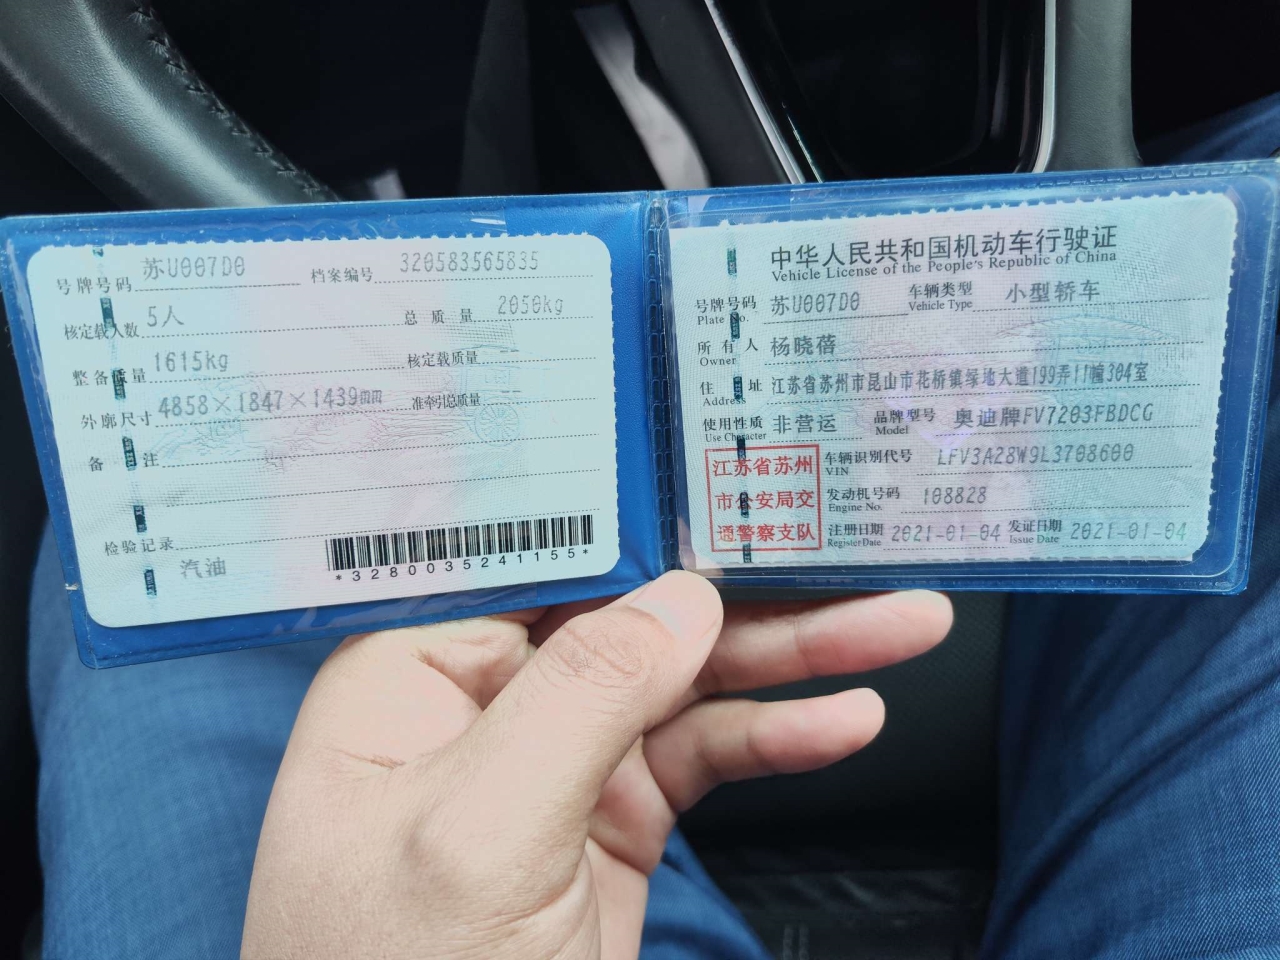 号牌号码 苏U007D0 档案编号 320583565835
核定载人数 5人 总质量 2050kg
整备质量 1615kg 核定载质量 --
外廓尺寸 4858×1847×1439mm 准牵引总质量 --
备注
检验记录
汽油
*3280035241155*
中华人民共和国机动车行驶证
Vehicle License of the People's Republic of China
号牌号码 苏U007D0 车辆类型 小型轿车
Plate No. Vehicle Type
所有人 杨晓蓓
Owner
住址 江苏省苏州市昆山市花桥镇绿地大道199弄11幢304室
Address
使用性质 非营运 品牌型号 奥迪牌FV7203FBDCG
Use Character Model
江苏省苏州
市公安局交
通警察支队
车辆识别代号 LFV3A28W9L3708600
VIN
发动机号码 108828
Engine No.
注册日期 2021-01-04 发证日期 2021-01-04
Register Date Issue Date